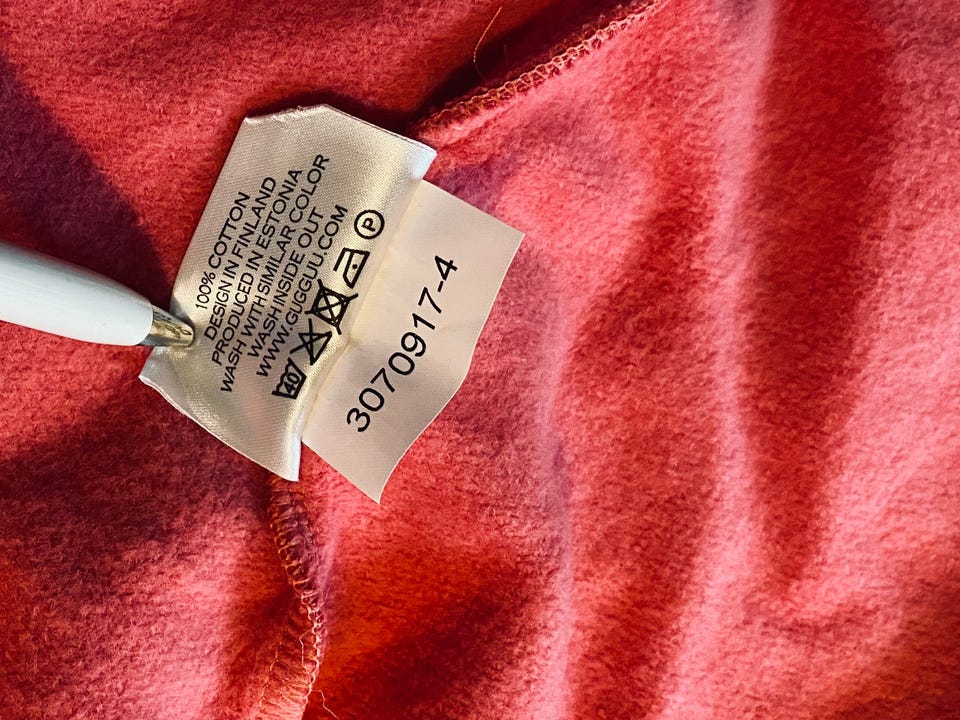 100% COTTON
DESIGN IN FINLAND
PRODUCED IN ESTONIA
WASH WITH SIMILAR COLOR
WASH INSIDE OUT
WWW.GUGGUU.COM
40° P
3070917-4